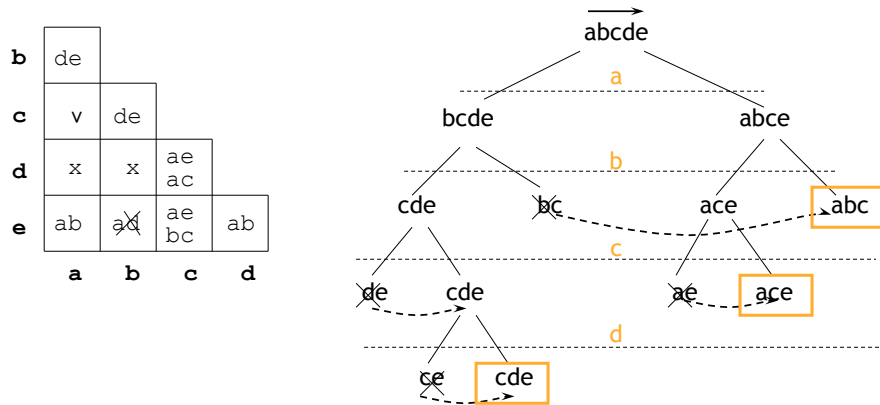 b de
c v de
d x x ae
ac
e ab ad ae ab
bc
a b c d
abcde
a
bcde abce
b
cde bc ace abc
c
de cde ae ace
d
ce cde